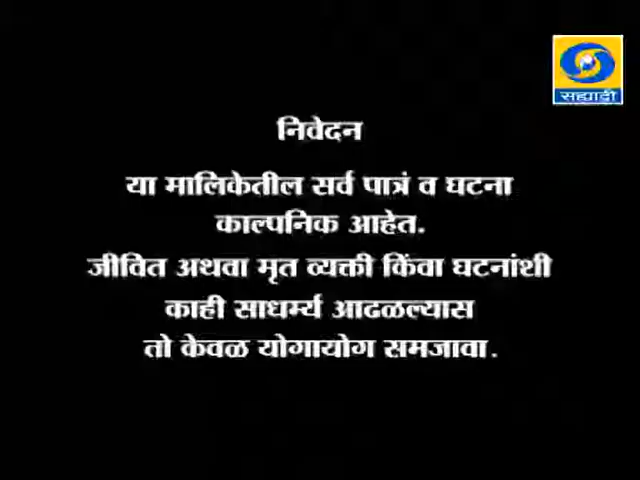 सह्याद्री
निवेदन
या मालिकेतील सर्व पात्रं व घटना
काल्पनिक आहेत.
जीवित अथवा मृत व्यक्ती किंवा घटनांशी
काही साधर्म्य आढळल्यास
तो केवळ योगायोग समजावा.